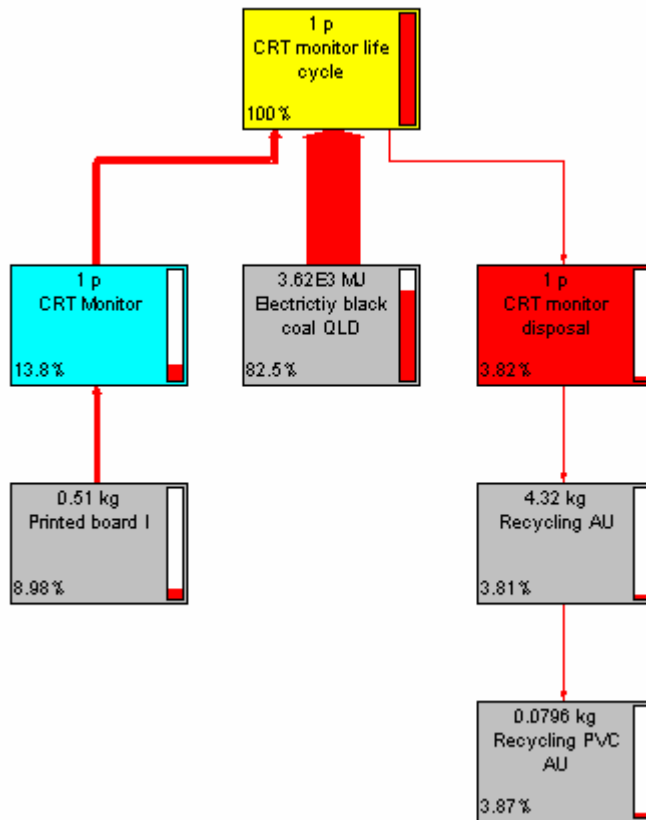 1 p
CRT monitor life
cycle
100%
1 p
CRT Monitor
13.8%
3.62E3 MJ
Electrictiy black
coal QLD
82.5%
1 p
CRT monitor
disposal
3.82%
0.51 kg
Printed board I
8.98%
4.32 kg
Recycling AU
3.81%
0.0796 kg
Recycling PVC
AU
3.87%